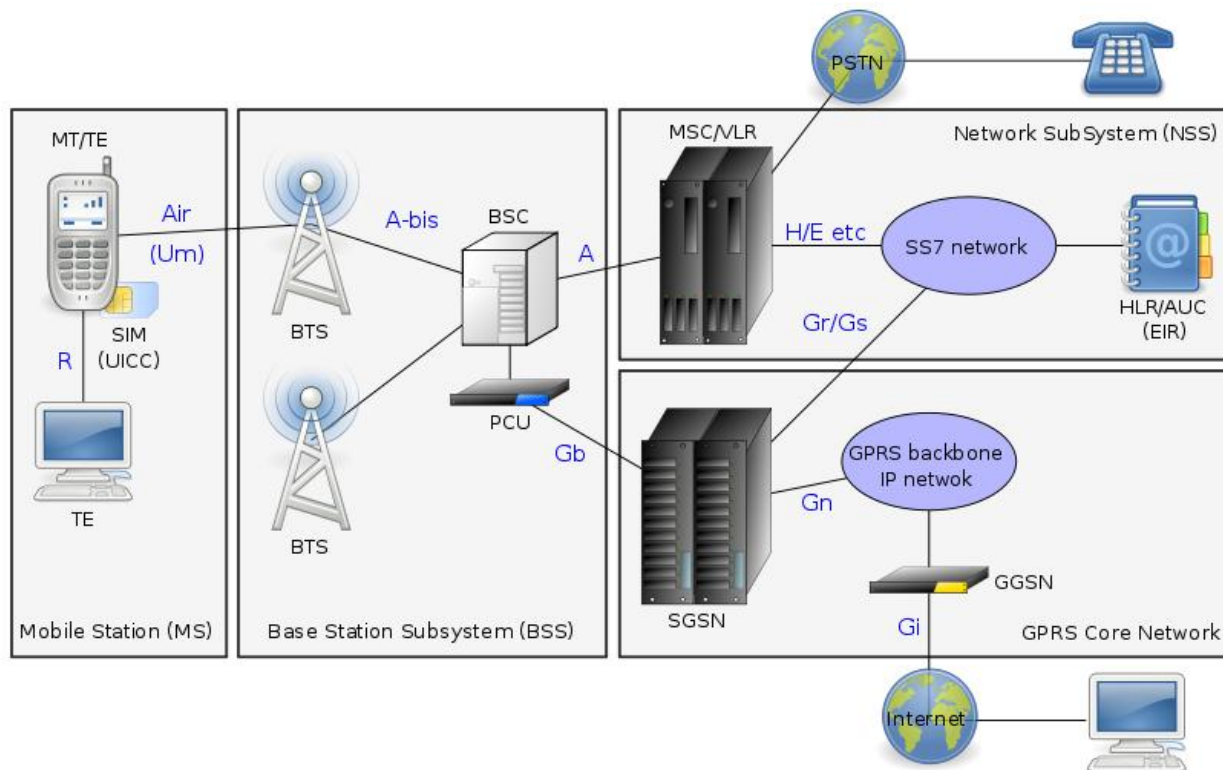 PSTN
MT/TE
MSC/VLR
Network SubSystem (NSS)
Air
(Um)
A-bis
BSC
A
H/E etc
SS7 network
SIM
(UICC)
BTS
HLR/AUC
(EIR)
R
Gr/Gs
PCU
Gb
GPRS backbone
IP netwok
Gn
TE
BTS
SGSN
GGSN
Mobile Station (MS)
Base Station Subsystem (BSS)
Gi
GPRS Core Network
Internet